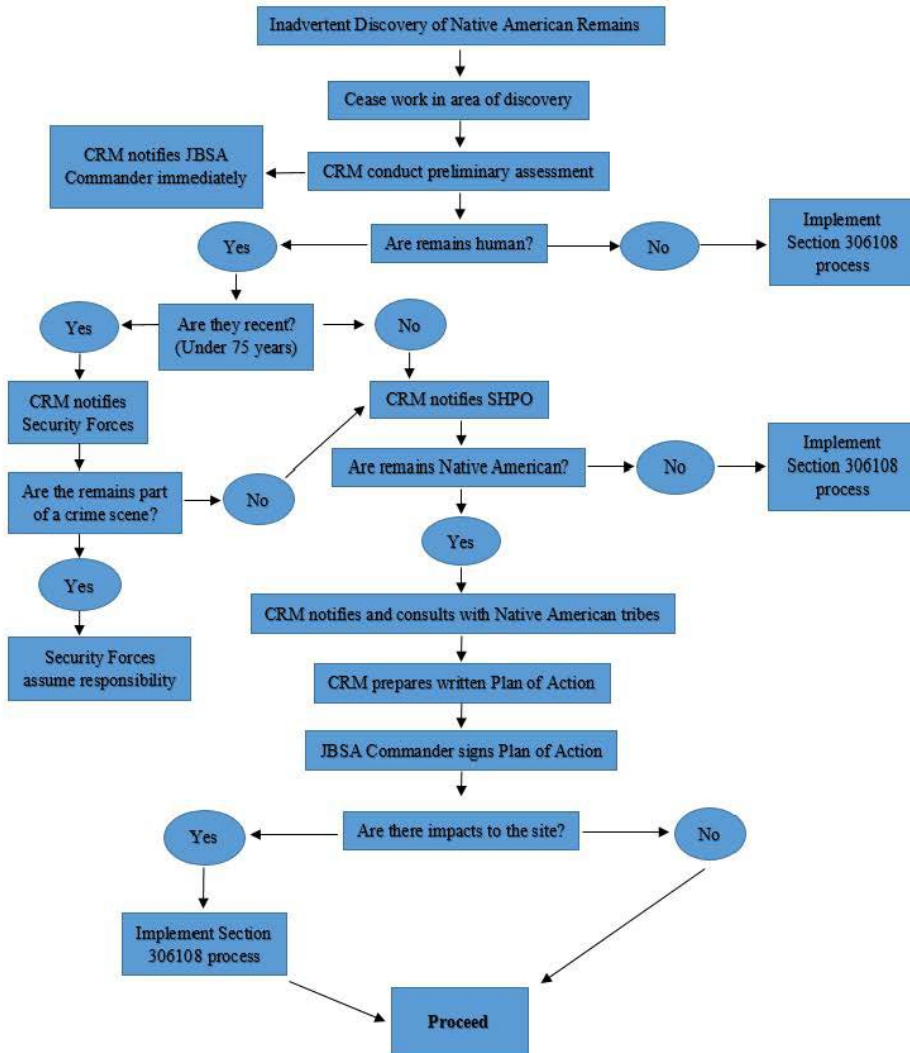 Inadvertent Discovery of Native American Remains
Cease work in area of discovery
CRM notifies JBSA
Commander immediately
CRM conduct preliminary assessment
Yes
Are remains human?
No
Implement
Section 306108
process
Yes
Are they recent?
(Under 75 years)
No
CRM notifies
Security Forces
CRM notifies SHPO
Are the remains part
of a crime scene?
No
Are remains Native American?
No
Implement
Section 306108
process
Yes
Yes
Security Forces
assume responsibility
CRM notifies and consults with Native American tribes
CRM prepares written Plan of Action
JBSA Commander signs Plan of Action
Yes
Are there impacts to the site?
No
Implement Section
306108 process
Proceed